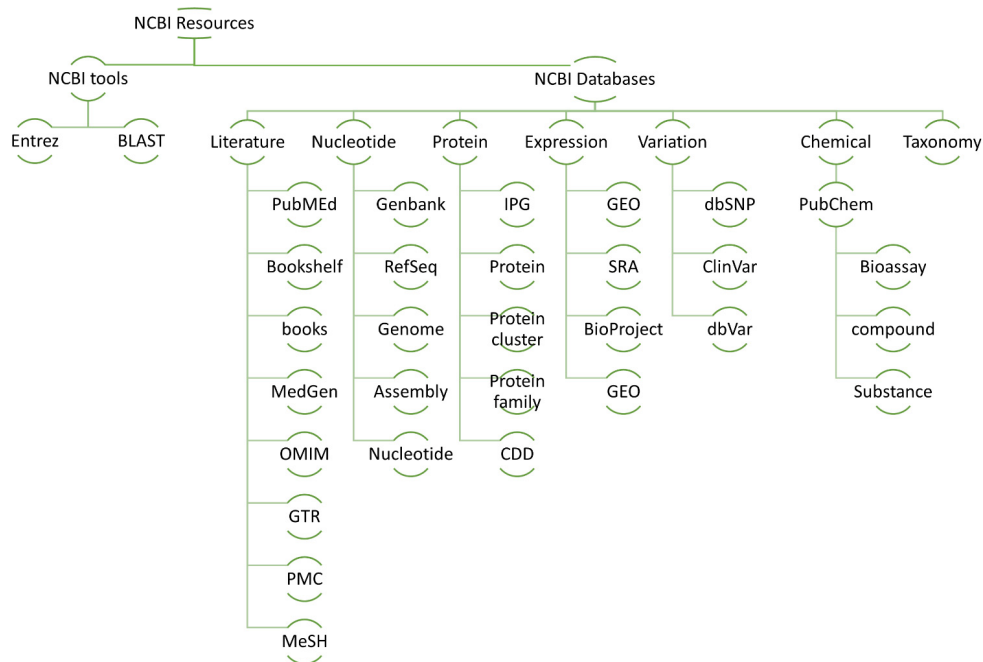 NCBI Resources
NCBI tools
NCBI Databases
Entrez
BLAST
Literature
Nucleotide
Protein
Expression
Variation
Chemical
Taxonomy
PubMEd
Genbank
IPG
GEO
dbSNP
PubChem
Bookshelf
RefSeq
Protein
SRA
ClinVar
Bioassay
books
Genome
Protein
cluster
BioProject
dbVar
compound
MedGen
Assembly
Protein
family
GEO
Substance
OMIM
Nucleotide
CDD
GTR
PMC
MeSH